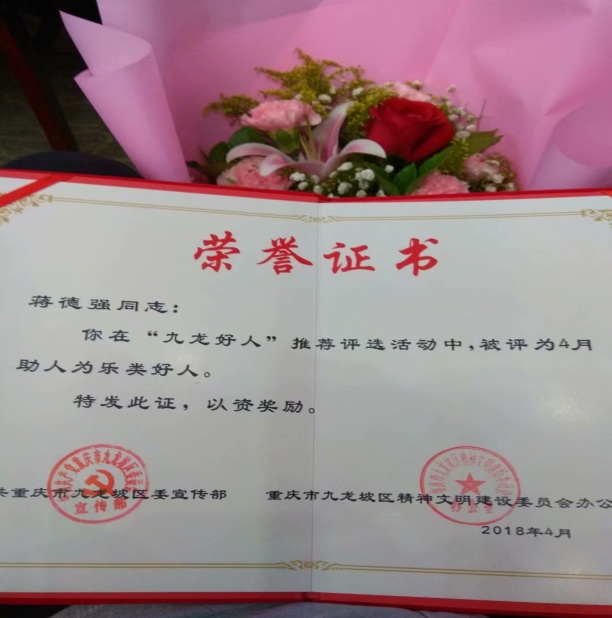 荣誉证书
蒋德强同志：
你在“九龙好人”推荐评选活动中，被评为4月
助人为乐类好人。
特发此证，以资奖励。
共重庆市九龙坡区委宣传部 重庆市九龙坡区精神文明建设委员会办公
宣传部
2018年4月